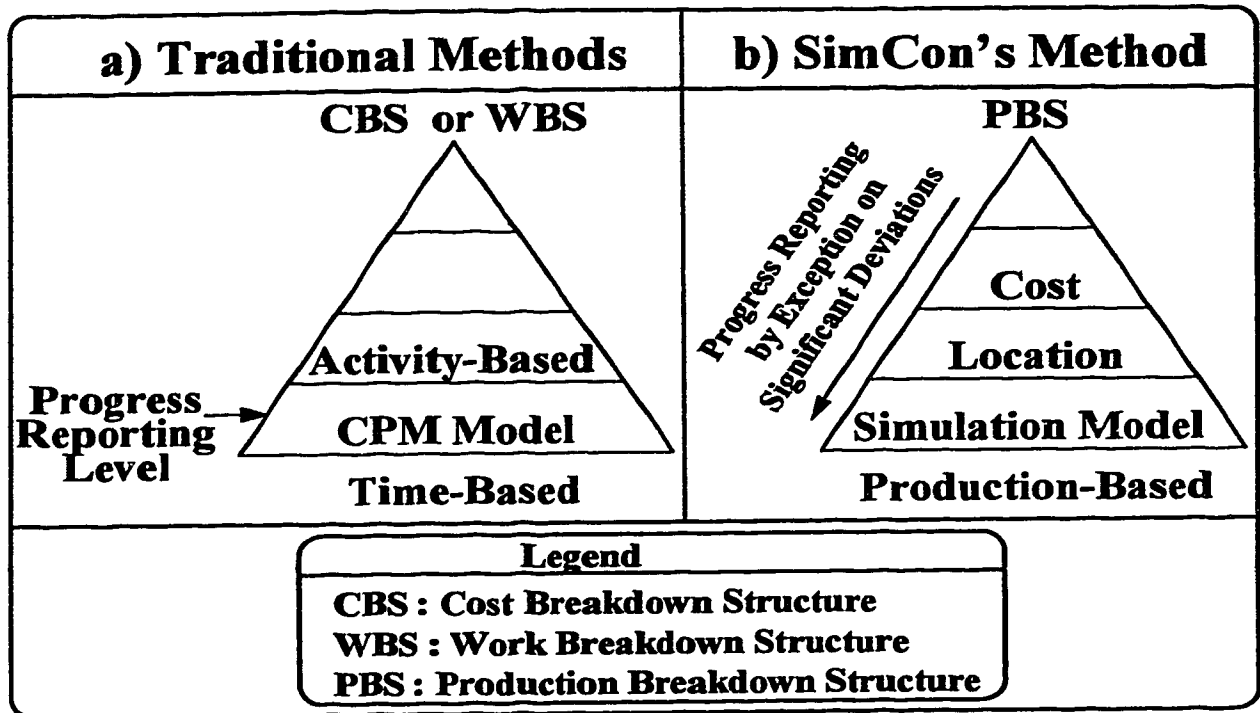 a) Traditional Methods
CBS or WBS
Activity-Based
CPM Model
Time-Based
Progress
Reporting
Level
b) SimCon's Method
PBS
Progress Reporting
by Exception on
Significant Deviations
Cost
Location
Simulation Model
Production-Based
Legend
CBS : Cost Breakdown Structure
WBS : Work Breakdown Structure
PBS : Production Breakdown Structure